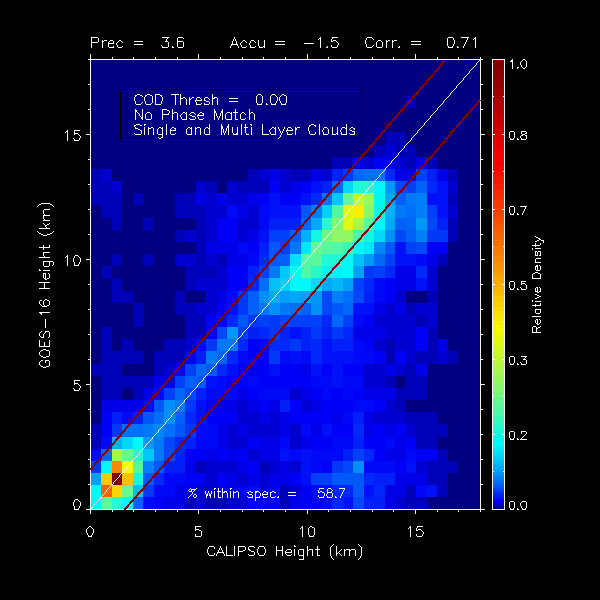 Prec = 3.6 Accu = -1.5 Corr. = 0.71
COD Thresh = 0.00
No Phase Match
Single and Multi Layer Clouds
15
10
5
0
GOES-16 Height (km)
% within spec. = 58.7
0 5 10 15
CALIPSO Height (km)
1.0
0.8
0.7
0.5
0.3
0.2
0.0
Relative Density